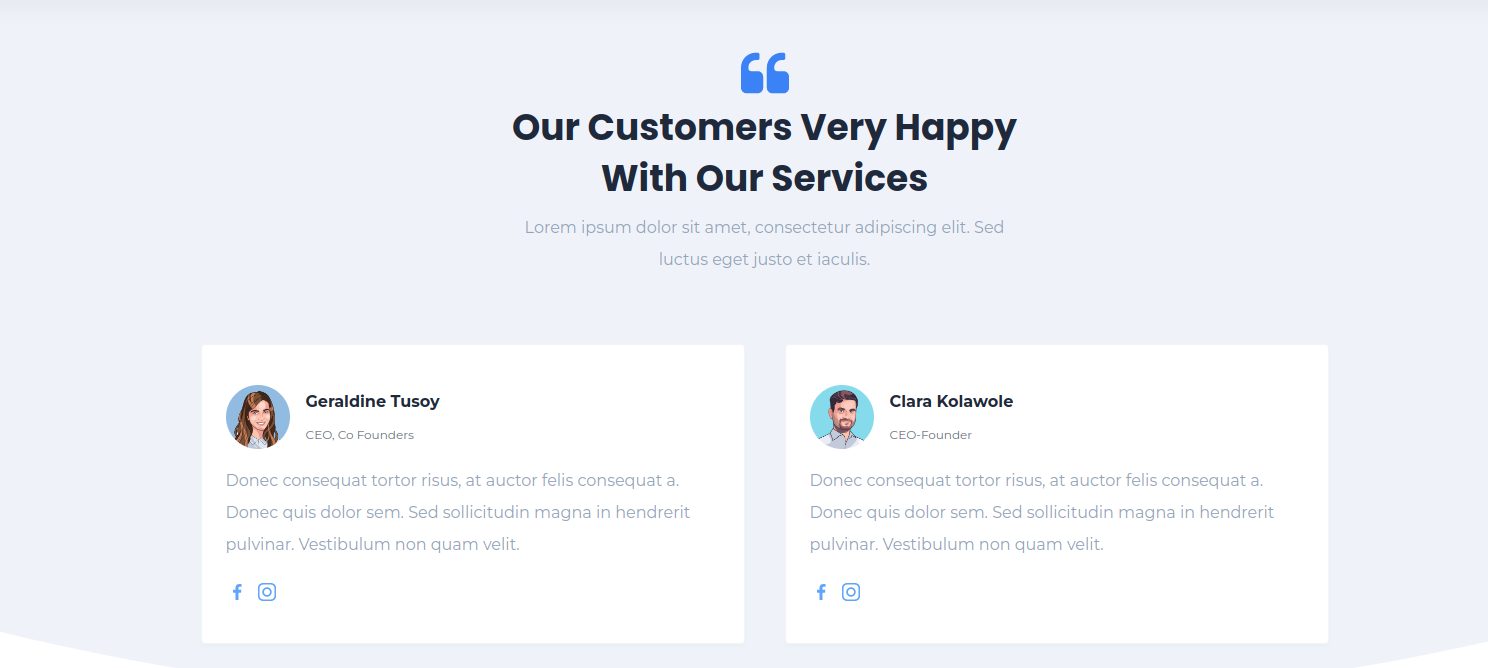 Our Customers Very Happy
With Our Services
Lorem ipsum dolor sit amet, consectetur adipiscing elit. Sed
luctus eget justo et iaculis.
Geraldine Tusoy
CEO, Co Founders
Donec consequat tortor risus, at auctor felis consequat a.
Donec quis dolor sem. Sed sollicitudin magna in hendrerit
pulvinar. Vestibulum non quam velit.
Clara Kolawole
CEO-Founder
Donec consequat tortor risus, at auctor felis consequat a.
Donec quis dolor sem. Sed sollicitudin magna in hendrerit
pulvinar. Vestibulum non quam velit.